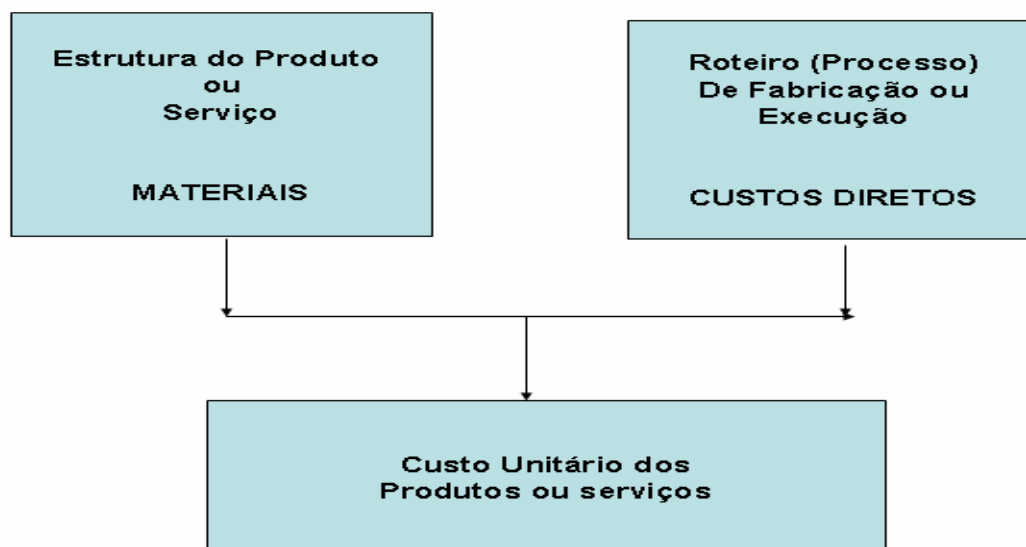 Estrutura do Produto
ou
Serviço
MATERIAIS
Roteiro (Processo)
De Fabricação ou
Execução
CUSTOS DIRETOS
Custo Unitário dos
Produtos ou serviços